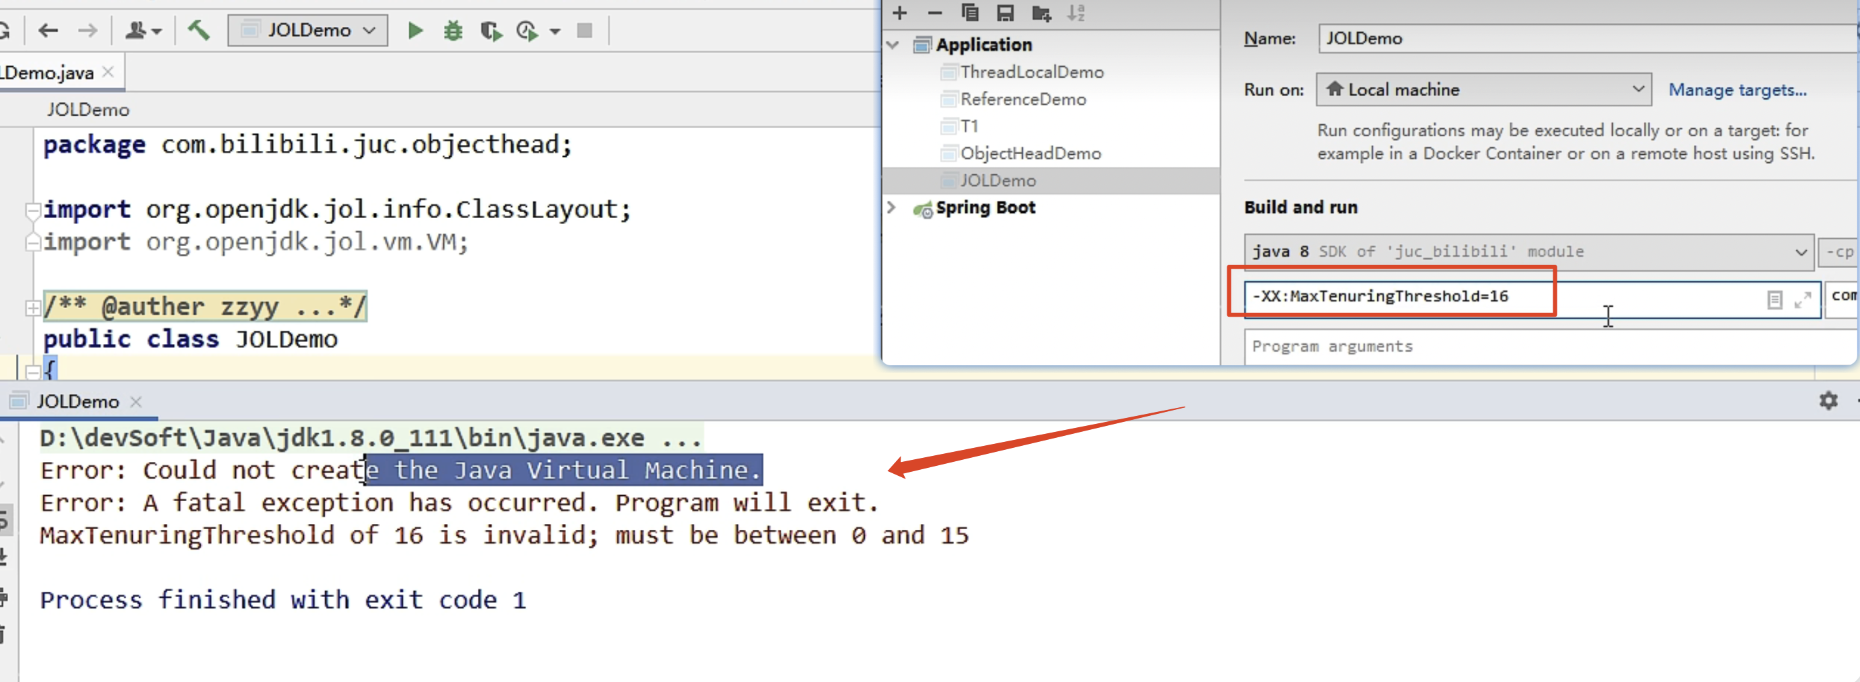 JOLDemo
LDemo.java
JOLDemo
package com.bilibili.juc.objecthead;
import org.openjdk.jol.info.ClassLayout;
import org.openjdk.jol.vm.VM;
/** @auther zzyy ...*/
public class JOLDemo
{
Application
ThreadLocalDemo
ReferenceDemo
T1
ObjectHeadDemo
JOLDemo
Spring Boot
Name: JOLDemo
Run on: Local machine Manage targets...
Run configurations may be executed locally or on a target: for
example in a Docker Container or on a remote host using SSH.
Build and run
java 8 SDK of 'juc_bilibili' module -cp
-XX:MaxTenuringThreshold=16 com
Program arguments
JOLDemo
D:\devSoft\Java\jdk1.8.0_111\bin\java.exe ...
Error: Could not create the Java Virtual Machine.
Error: A fatal exception has occurred. Program will exit.
MaxTenuringThreshold of 16 is invalid; must be between 0 and 15
Process finished with exit code 1